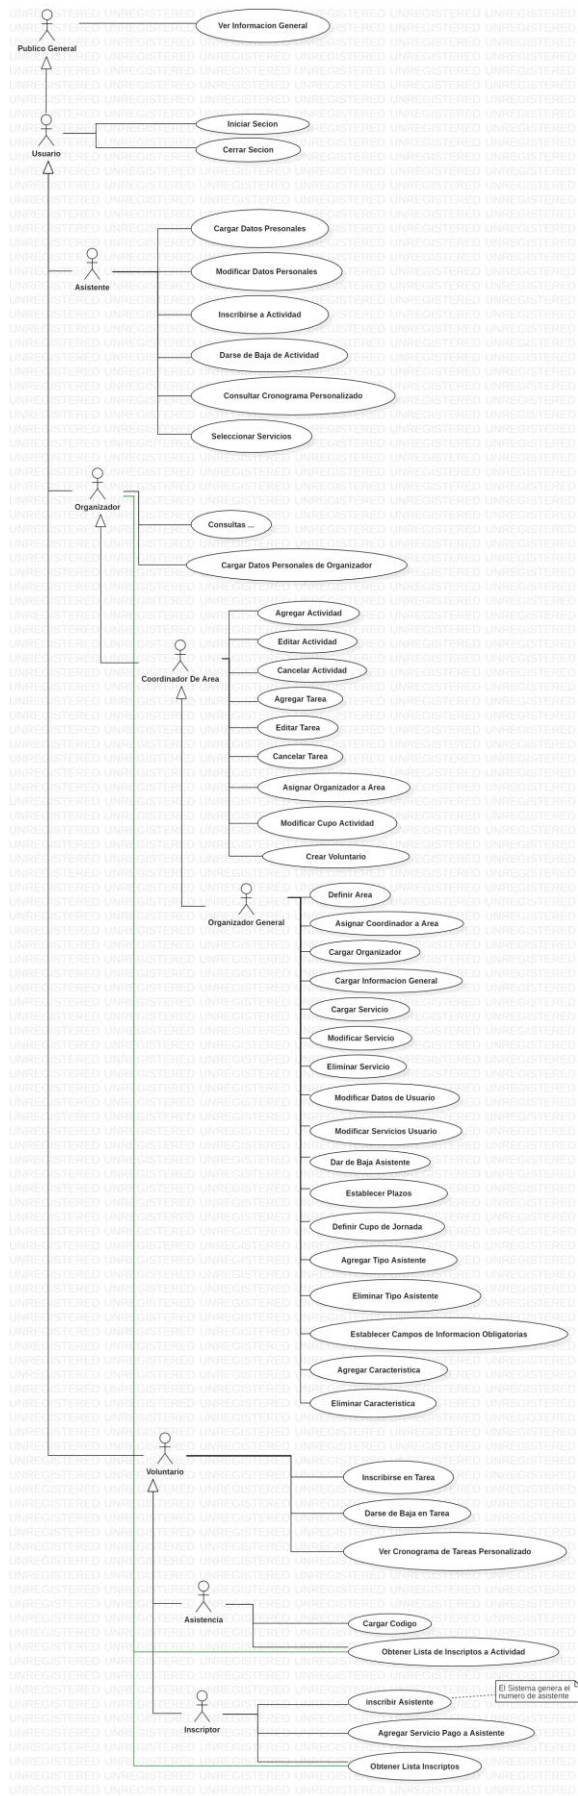 Ver Informacion General
Publico General
Iniciar Secion
Usuario
Cerrar Secion
Cargar Datos Presonales
Modificar Datos Personales
Asistente
Inscribirse a Actividad
Darse de Baja de Actividad
Consultar Cronograma Personalizado
Seleccionar Servicios
Organizador
Consultas ...
Cargar Datos Personales de Organizador
Agregar Actividad
Editar Actividad
Cancelar Actividad
Coordinador De Area
Agregar Tarea
Editar Tarea
Cancelar Tarea
Asignar Organizador a Area
Modificar Cupo Actividad
Crear Voluntario
Definir Area
Organizador General
Asignar Coordinador a Area
Cargar Organizador
Cargar Informacion General
Cargar Servicio
Modificar Servicio
Eliminar Servicio
Modificar Datos de Usuario
Modificar Servicios Usuario
Dar de Baja Asistente
Establecer Plazos
Definir Cupo de Jornada
Agregar Tipo Asistente
Eliminar Tipo Asistente
Establecer Campos de Informacion Obligatorias
Agregar Caracteristica
Eliminar Caracteristica
Voluntario
Inscribirse en Tarea
Darse de Baja en Tarea
Ver Cronograma de Tareas Personalizado
Asistencia
Cargar Codigo
Obtener Lista de Inscriptos a Actividad
El Sistema genera el
numero de asistente
inscribir Asistente
Inscriptor
Agregar Servicio Pago a Asistente
Obtener Lista Inscriptos
UNREGISTERED